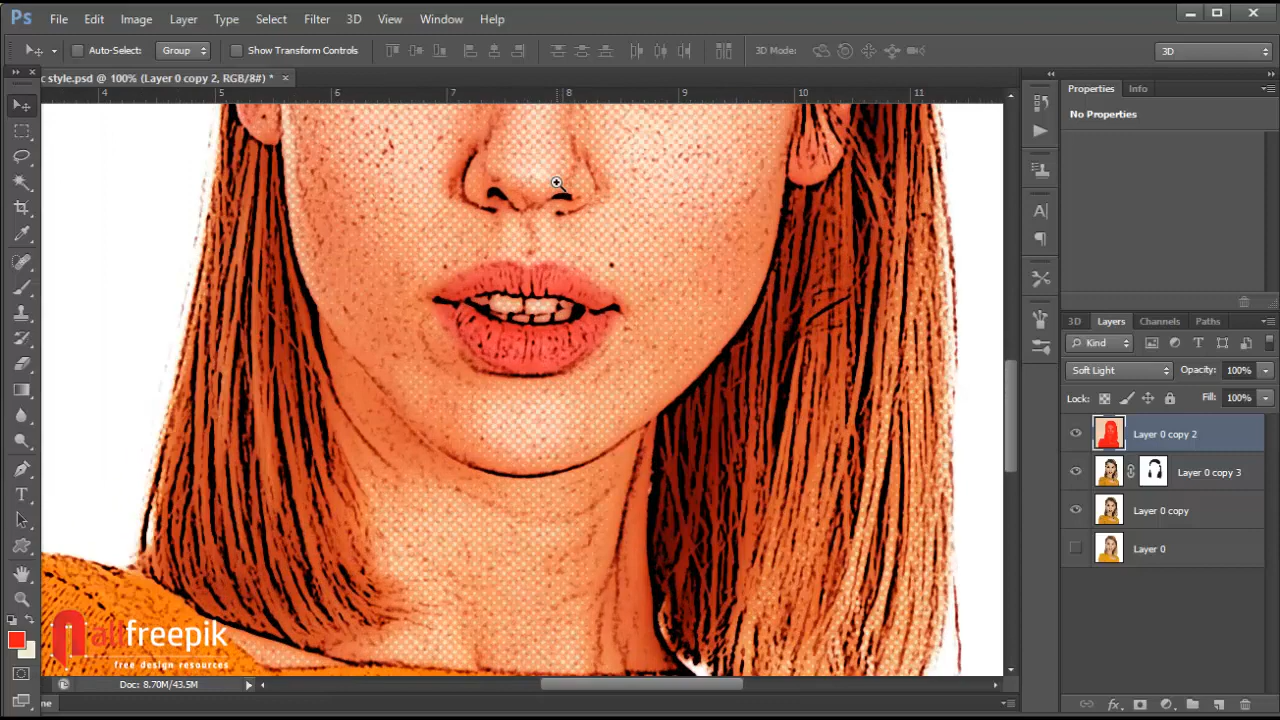 Ps File Edit Image Layer Type Select Filter 3D View Window Help
Auto-Select: Group Show Transform Controls 3D Mode: 3D
c style.psd @ 100% (Layer 0 copy 2, RGB/8#) * ×
4 5 6 7 8 9 10 11
Properties Info
No Properties
3D Layers Channels Paths
Kind
Soft Light Opacity: 100%
Lock: Fill: 100%
Layer 0 copy 2
Layer 0 copy 3
Layer 0 copy
Layer 0
altfreepik
free design resources
Doc: 8.70M/43.5M
ne